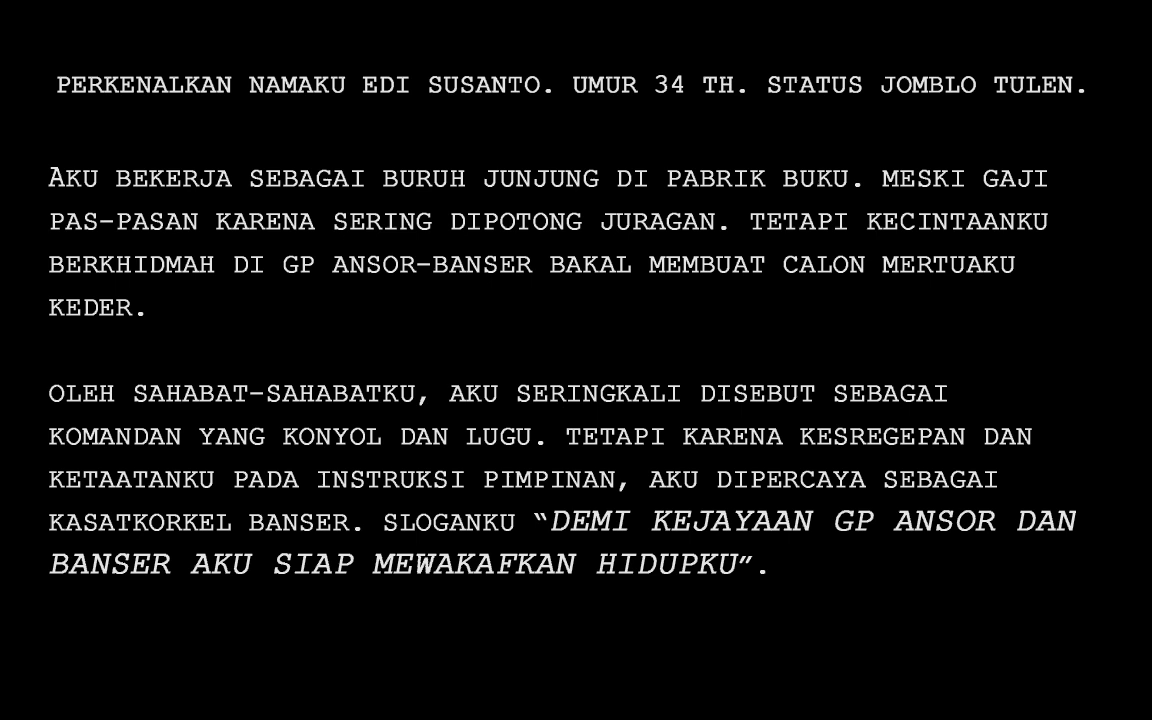 PERKENALKAN NAMAKU EDI SUSANTO. UMUR 34 TH. STATUS JOMBLO TULEN.
AKU BEKERJA SEBAGAI BURUH JUNJUNG DI PABRIK BUKU. MESKI GAJI
PAS-PASAN KARENA SERING DIPOTONG JURAGAN. TETAPI KECINTAANKU
BERKHIDMAH DI GP ANSOR-BANSER BAKAL MEMBUAT CALON MERTUAKU
KEDER.
OLEH SAHABAT-SAHABATKU, AKU SERINGKALI DISEBUT SEBAGAI
KOMANDAN YANG KONYOL DAN LUGU. TETAPI KARENA KESREGEPAN DAN
KETAATANKU PADA INSTRUKSI PIMPINAN, AKU DIPERCAYA SEBAGAI
KASATKORKEL BANSER. SLOGANKU “DEMI KEJAYAAN GP ANSOR DAN
BANSER AKU SIAP MEWAKAFKAN HIDUPKU”.